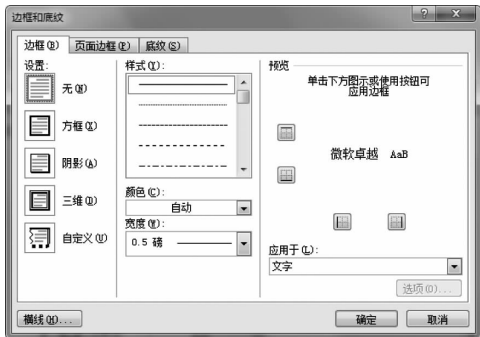 边框和底纹
边框(B) 页面边框(P) 底纹(S)
设置:
无(N)
方框(X)
阴影(A)
三维(D)
自定义(U)
样式(Y):
颜色(C):
自动
宽度(W):
0.5 磅
预览
单击下方图示或使用按钮可
应用边框
微软卓越 AaB
应用于(L):
文字
选项(O)...
横线(H)...
确定
取消